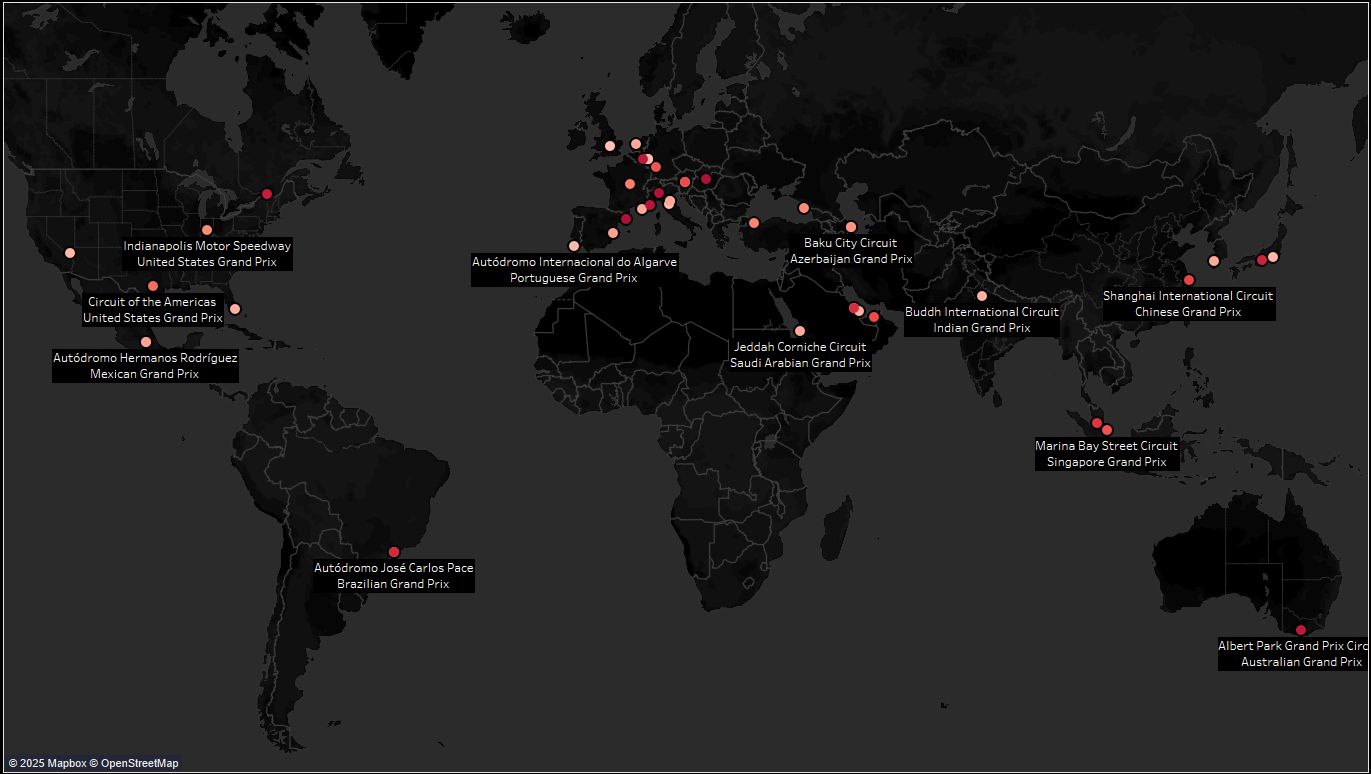 Indianapolis Motor Speedway
United States Grand Prix
Circuit of the Americas
United States Grand Prix
Autódromo Hermanos Rodríguez
Mexican Grand Prix
Autódromo José Carlos Pace
Brazilian Grand Prix
Autódromo Internacional do Algarve
Portuguese Grand Prix
Baku City Circuit
Azerbaijan Grand Prix
Jeddah Corniche Circuit
Saudi Arabian Grand Prix
Buddh International Circuit
Indian Grand Prix
Shanghai International Circuit
Chinese Grand Prix
Marina Bay Street Circuit
Singapore Grand Prix
Albert Park Grand Prix Circ
Australian Grand Prix
© 2025 Mapbox © OpenStreetMap